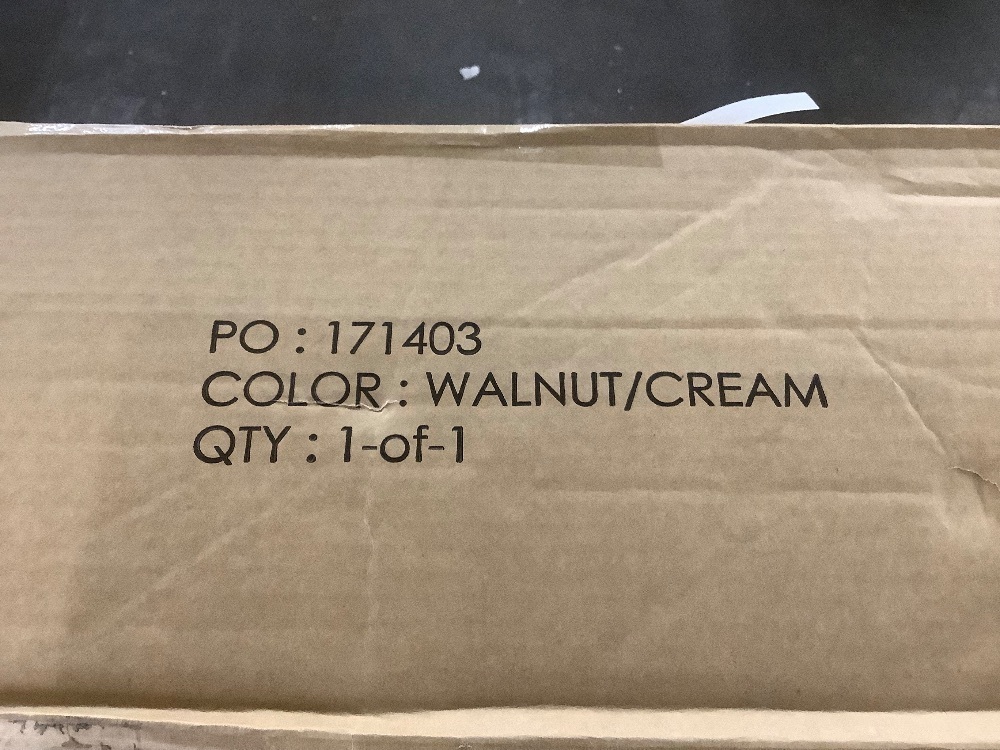 PO : 171403
COLOR : WALNUT/CREAM
QTY : 1-of-1